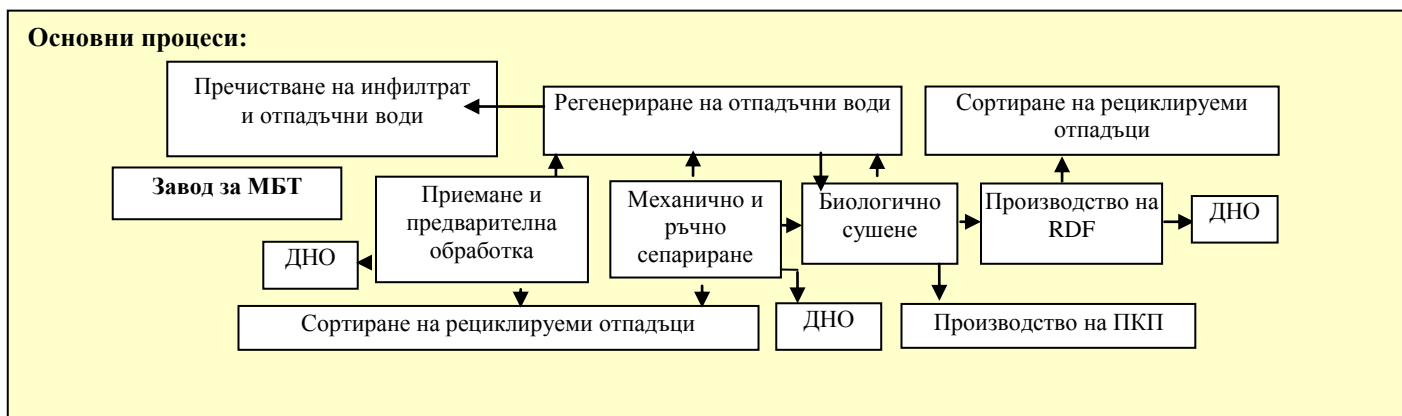 Основни процеси:
Пречистване на инфилтрат
и отпадъчни води
Регенериране на отпадъчни води
Сортиране на рециклируеми
отпадъци
Завод за МБТ
Приемане и
предварителна
обработка
Механично и
ръчно
сепариране
Биологично
сушене
Производство на
RDF
ДНО
ДНО
Сортиране на рециклируеми отпадъци
ДНО
Производство на ПКП